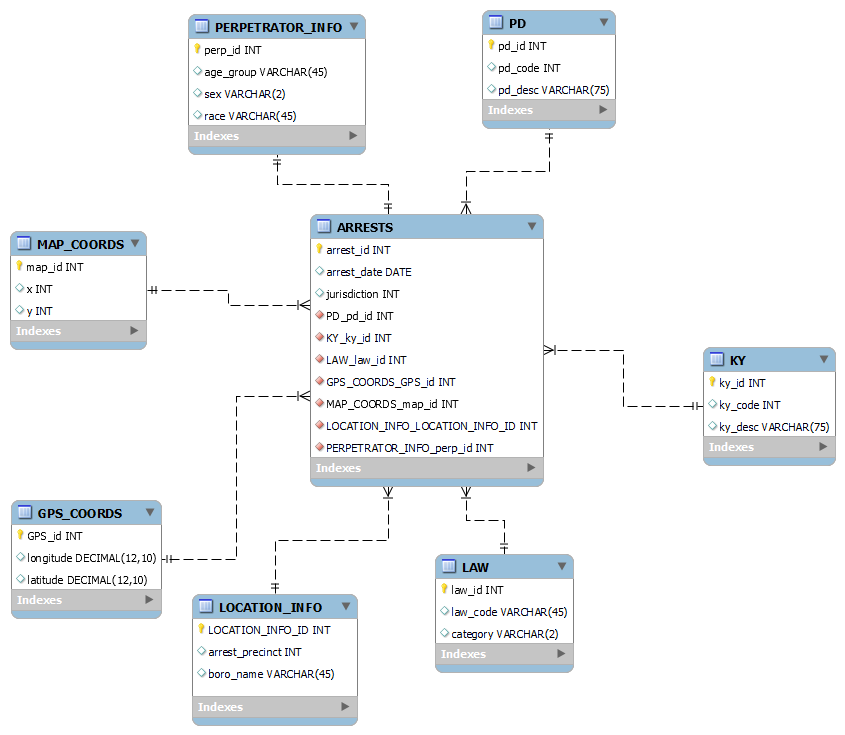 PERPETRATOR_INFO
perp_id INT
age_group VARCHAR(45)
sex VARCHAR(2)
race VARCHAR(45)
Indexes
PD
pd_id INT
pd_code INT
pd_desc VARCHAR(75)
Indexes
MAP_COORDS
map_id INT
x INT
y INT
Indexes
ARRESTS
arrest_id INT
arrest_date DATE
jurisdiction INT
PD_pd_id INT
KY_ky_id INT
LAW_law_id INT
GPS_COORDS_GPS_id INT
MAP_COORDS_map_id INT
LOCATION_INFO_LOCATION_INFO_ID INT
PERPETRATOR_INFO_perp_id INT
Indexes
KY
ky_id INT
ky_code INT
ky_desc VARCHAR(75)
Indexes
GPS_COORDS
GPS_id INT
longitude DECIMAL(12,10)
latitude DECIMAL(12,10)
Indexes
LOCATION_INFO
LOCATION_INFO_ID INT
arrest_precinct INT
boro_name VARCHAR(45)
Indexes
LAW
law_id INT
law_code VARCHAR(45)
category VARCHAR(2)
Indexes